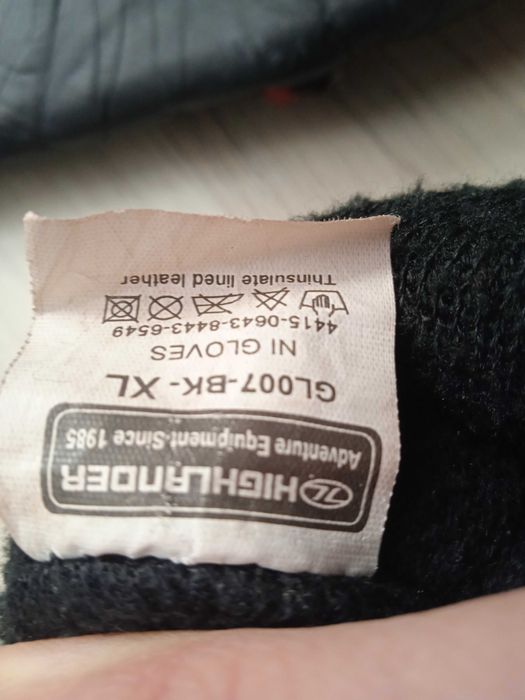 HIGHLANDER
Adventure Equipment-Since 1985
GL007-BK- XL
NI GLOVES
4415-0643-8443-6549
Thinsulate lined leather